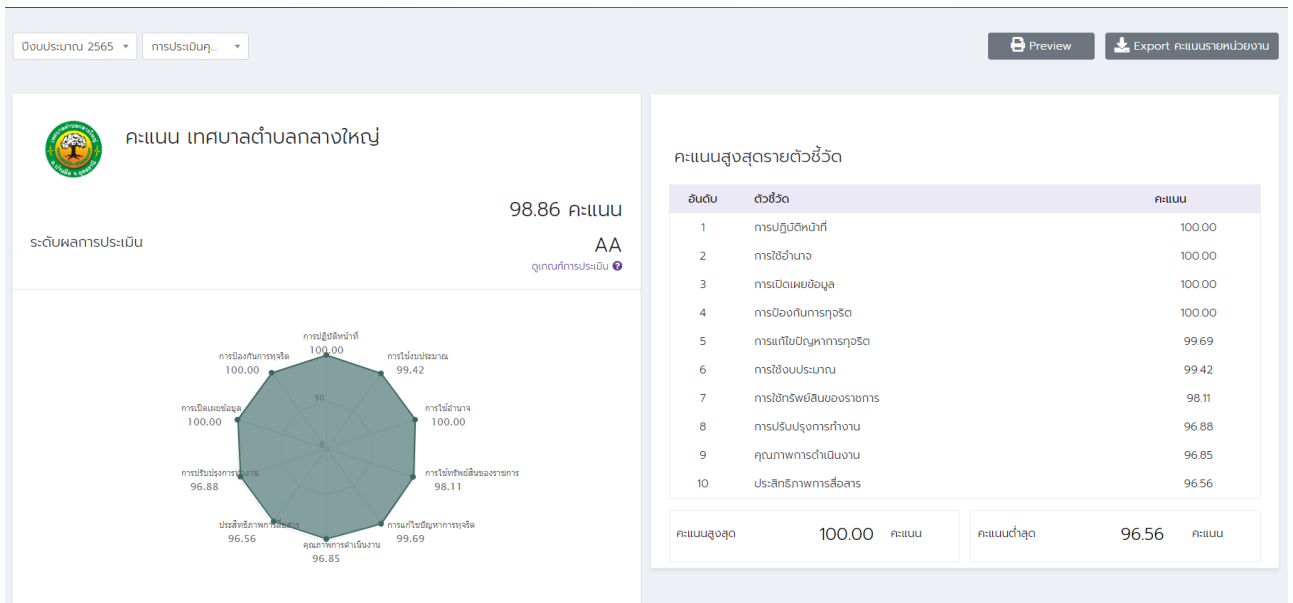 ปีงบประมาณ 2565
การประเมินคุ...
Preview
Export คะแนนรายหน่วยงาน
คะแนน เทศบาลตำบลกลางใหญ่
98.86 คะแนน
ระดับผลการประเมิน
AA
ดูเกณฑ์การประเมิน
การปฏิบัติหน้าที่
100.00
การป้องกันการทุจริต
100.00
การใช้งบประมาณ
99.42
การเปิดเผยข้อมูล
100.00
50
การใช้อำนาจ
100.00
0
การปรับปรุงการทำงาน
96.88
การใช้ทรัพย์สินของราชการ
98.11
ประสิทธิภาพการสื่อสาร
96.56
การแก้ไขปัญหาการทุจริต
99.69
คุณภาพการดำเนินงาน
96.85
คะแนนสูงสุดรายตัวชี้วัด
อันดับ ตัวชี้วัด คะแนน
1 การปฏิบัติหน้าที่ 100.00
2 การใช้อำนาจ 100.00
3 การเปิดเผยข้อมูล 100.00
4 การป้องกันการทุจริต 100.00
5 การแก้ไขปัญหาการทุจริต 99.69
6 การใช้งบประมาณ 99.42
7 การใช้ทรัพย์สินของราชการ 98.11
8 การปรับปรุงการทำงาน 96.88
9 คุณภาพการดำเนินงาน 96.85
10 ประสิทธิภาพการสื่อสาร 96.56
คะแนนสูงสุด 100.00 คะแนน
คะแนนต่ำสุด 96.56 คะแนน